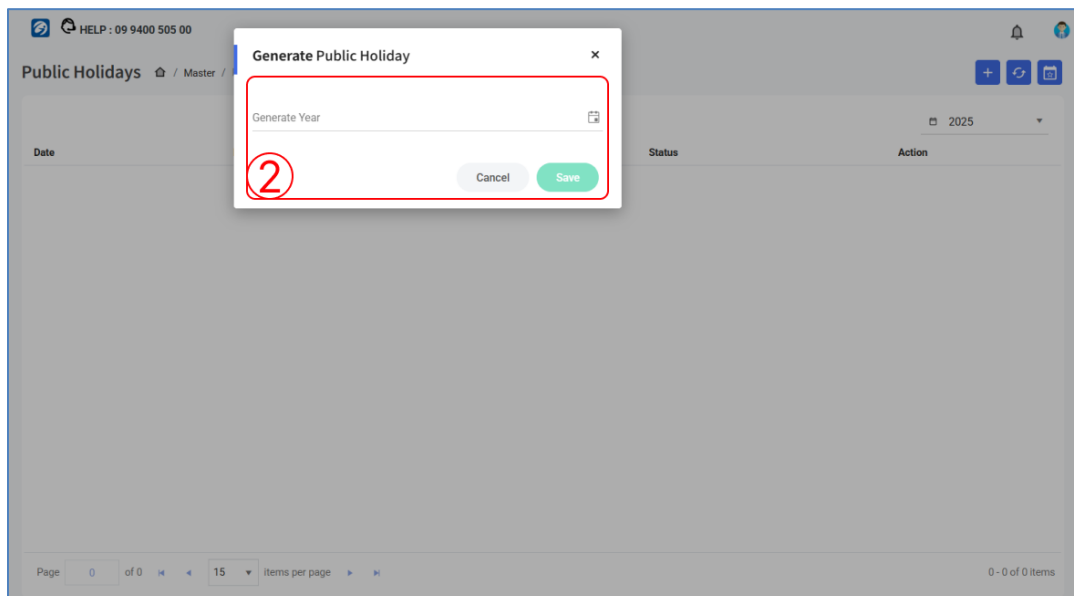 HELP : 09 9400 505 00
Generate Public Holiday
Public Holidays / Master /
Generate Year
2025
Date Status Action
②
Cancel Save
Page 0 of 0 15 items per page 0 - 0 of 0 items